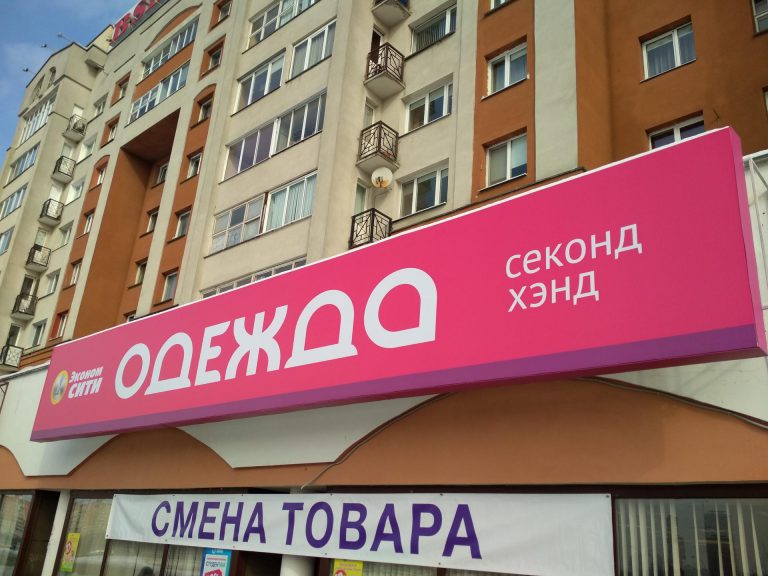 Эконом
СИТИ
ОДЕЖДА
секонд
хэнд
СМЕНА ТОВАРА